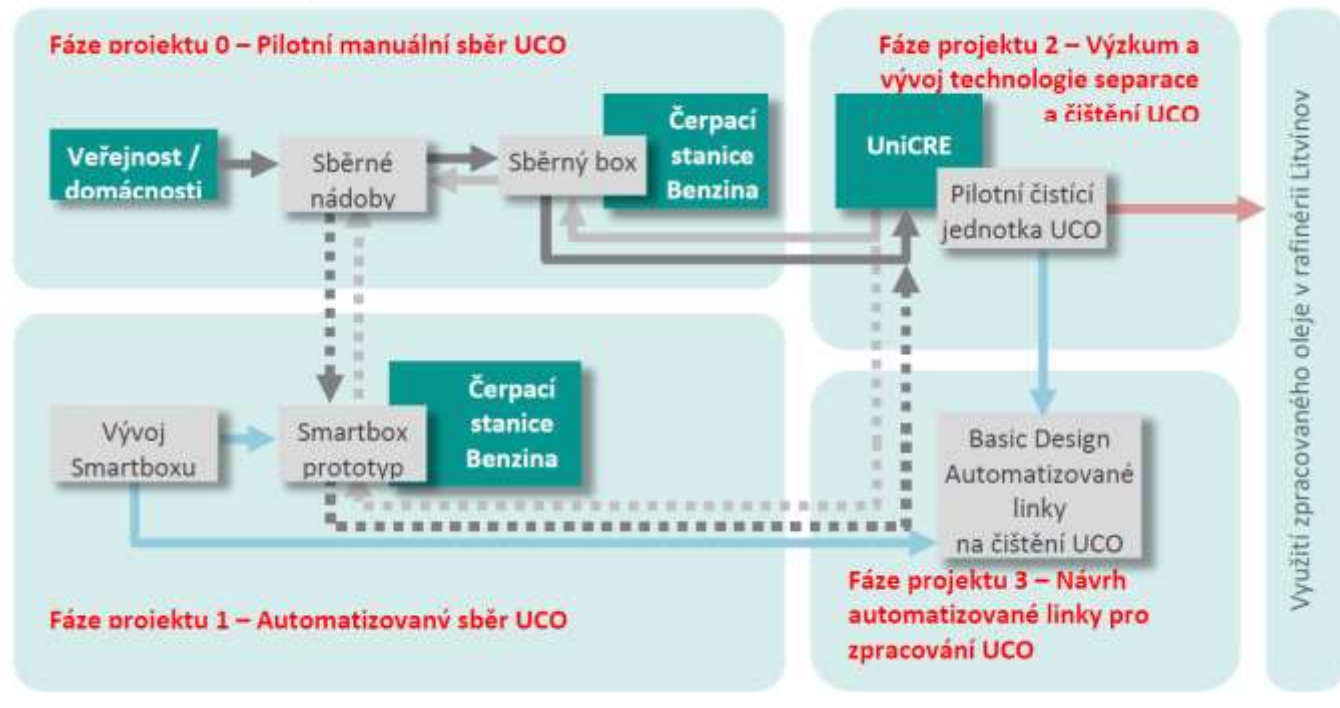 Fáze projektu 0 – Pilotní manuální sběr UCO
Veřejnost /
domácnosti
Sběrné
nádoby
Sběrný box
Čerpací
stanice
Benzina
Fáze projektu 2 – Výzkum a
vývoj technologie separace
a čištění UCO
UniCRE
Pilotní čistící
jednotka UCO
Vývoj
Smartboxu
Smartbox
prototyp
Čerpací
stanice
Benzina
Fáze projektu 1 – Automatizovaný sběr UCO
Basic Design
Automatizované
linky
na čištění UCO
Fáze projektu 3 – Návrh
automatizované linky pro
zpracování UCO
Využití zpracovaného oleje v rafinérii Litvínov